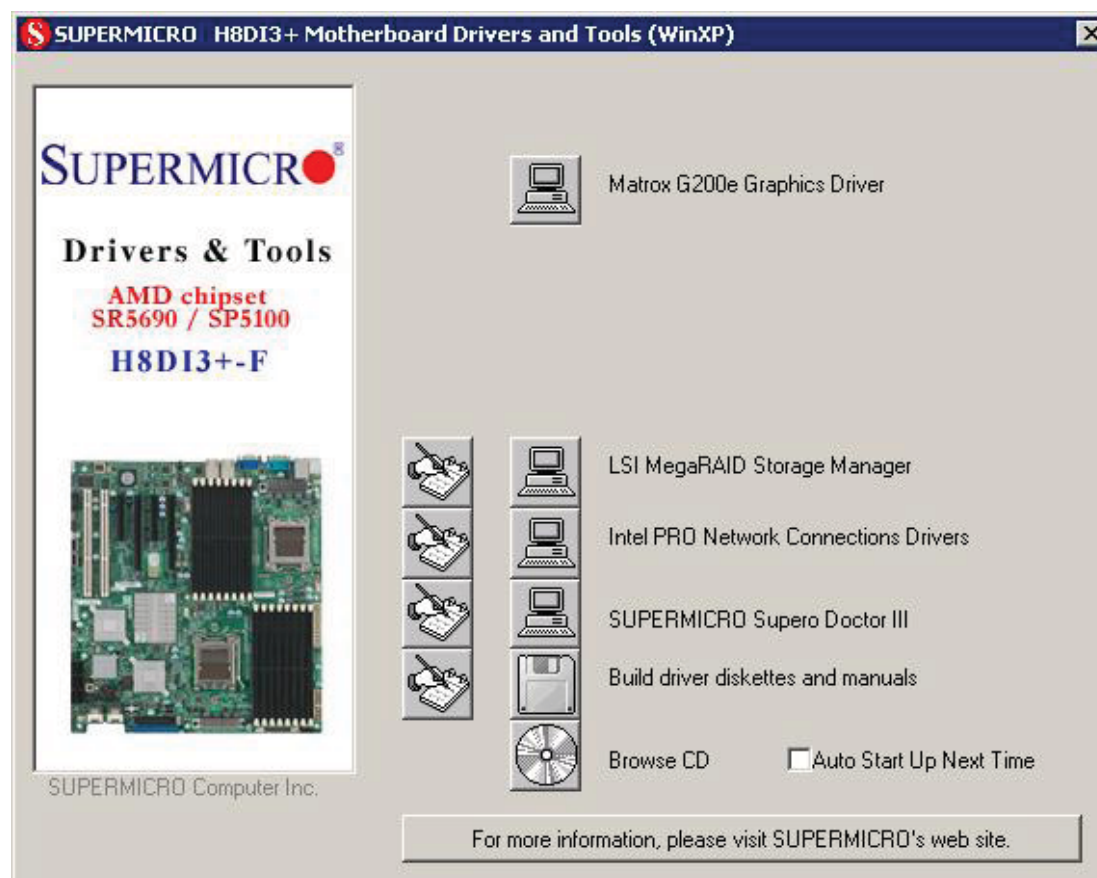 SUPERMICRO H8DI3+ Motherboard Drivers and Tools (WinXP)
SUPERMICRO®
Drivers & Tools
AMD chipset
SR5690 / SP5100
H8DI3+-F
SUPERMICRO Computer Inc.
Matrox G200e Graphics Driver
LSI MegaRAID Storage Manager
Intel PRO Network Connections Drivers
SUPERMICRO Supero Doctor III
Build driver diskettes and manuals
Browse CD
Auto Start Up Next Time
For more information, please visit SUPERMICRO's web site.